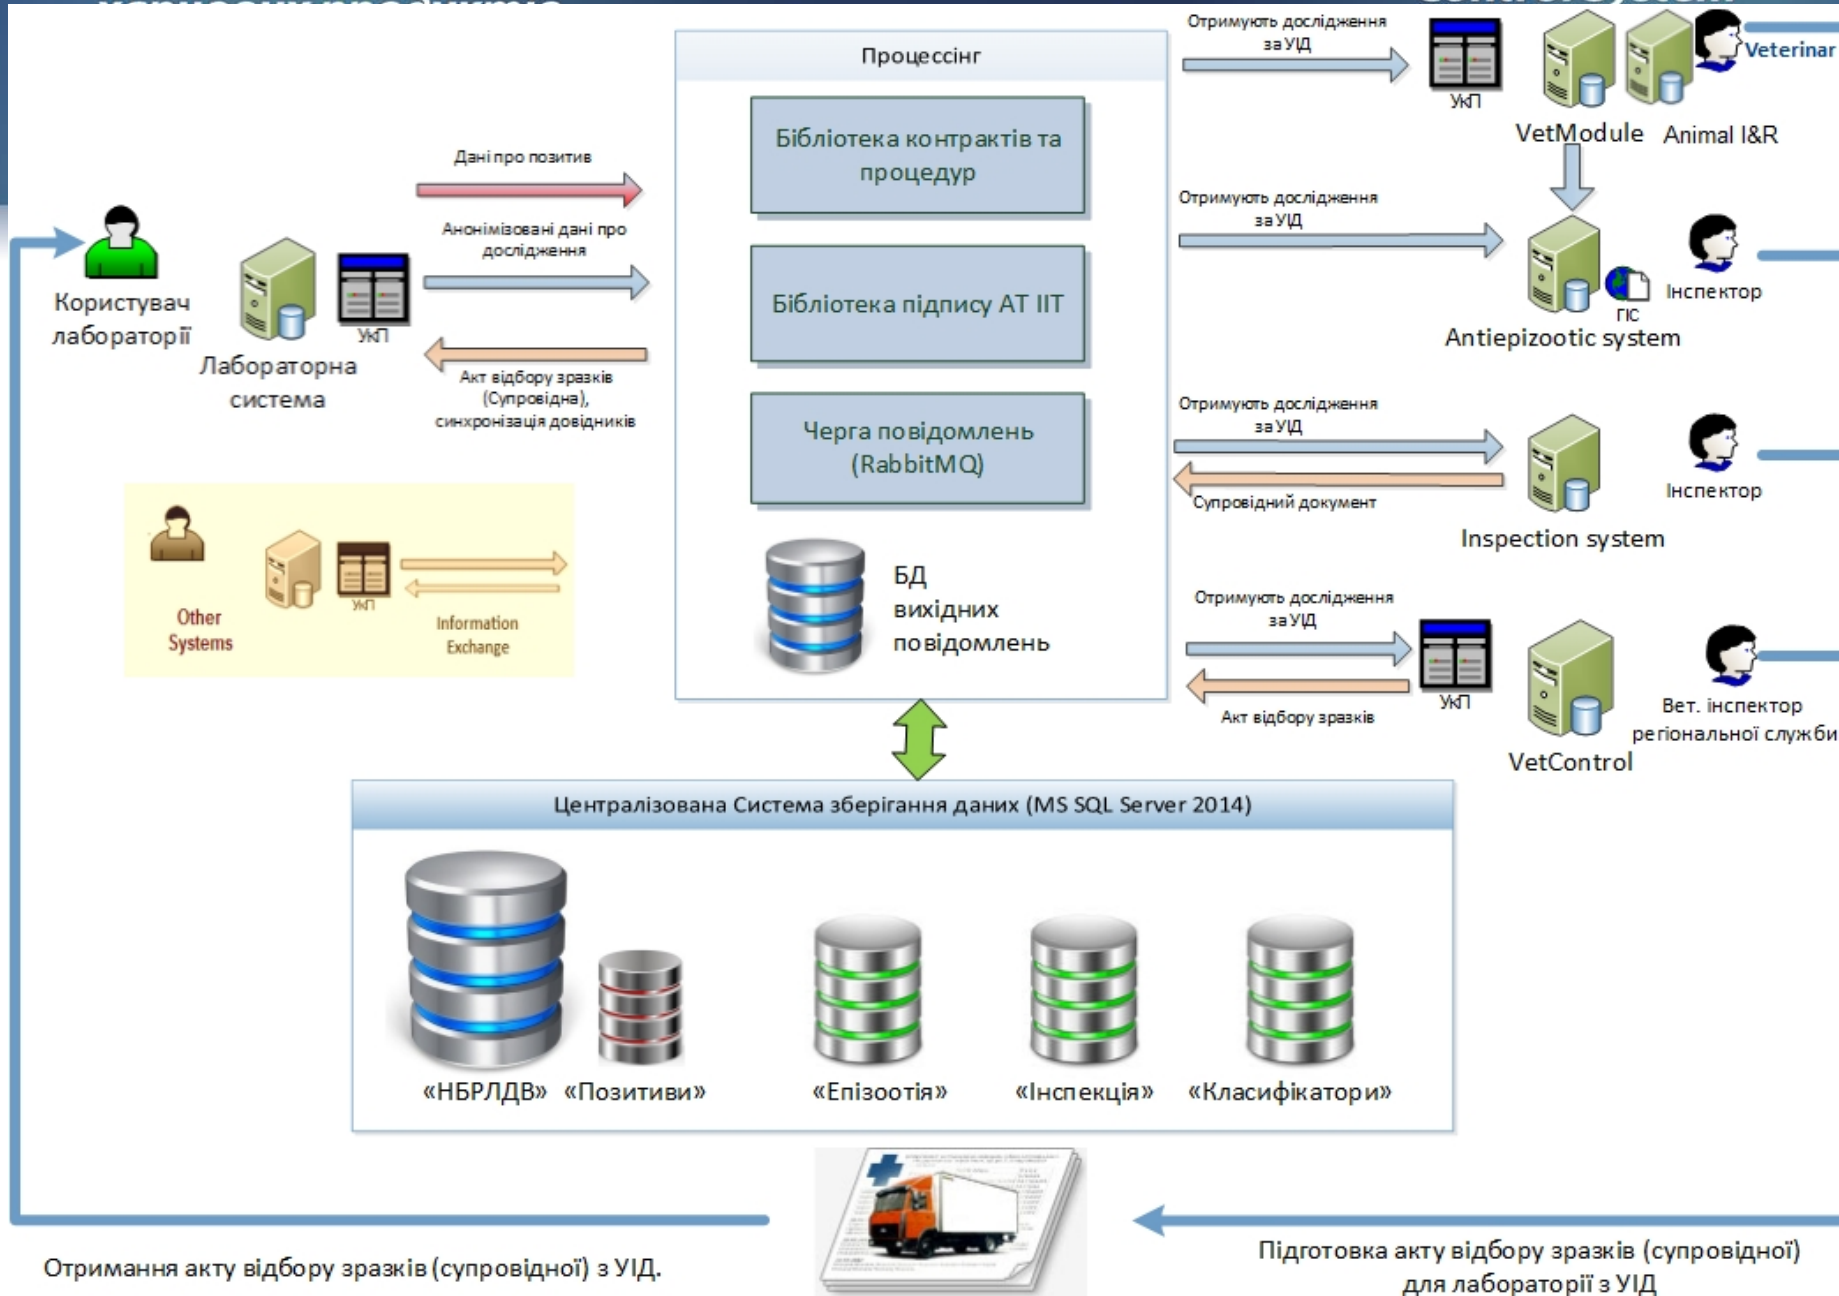 Процессінг
Бібліотека контрактів та
процедур
Бібліотека підпису АТ ІІТ
Черга повідомлень
(RabbitMQ)
БД
вихідних
повідомлень
Дані про позитив
Анонімізовані дані про
дослідження
Акт відбору зразків
(Супровідна),
синхронізація довідників
Користувач
лабораторії
Лабораторна
система
УкП
Other
Systems
УкП
Information
Exchange
Отримують дослідження
за УІД
УкП
VetModule
Animal I&R
Veterinar
Отримують дослідження
за УІД
ГІС
Інспектор
Antiepizootic system
Отримують дослідження
за УІД
Супровідний документ
Інспектор
Inspection system
Отримують дослідження
за УІД
Акт відбору зразків
УкП
VetControl
Вет. інспектор
регіональної служби
Централізована Система зберігання даних (MS SQL Server 2014)
«НБРЛДВ»
«Позитиви»
«Епізоотія»
«Інспекція»
«Класифікатори»
Отримання акту відбору зразків (супровідної) з УІД.
Підготовка акту відбору зразків (супровідної)
для лабораторії з УІД